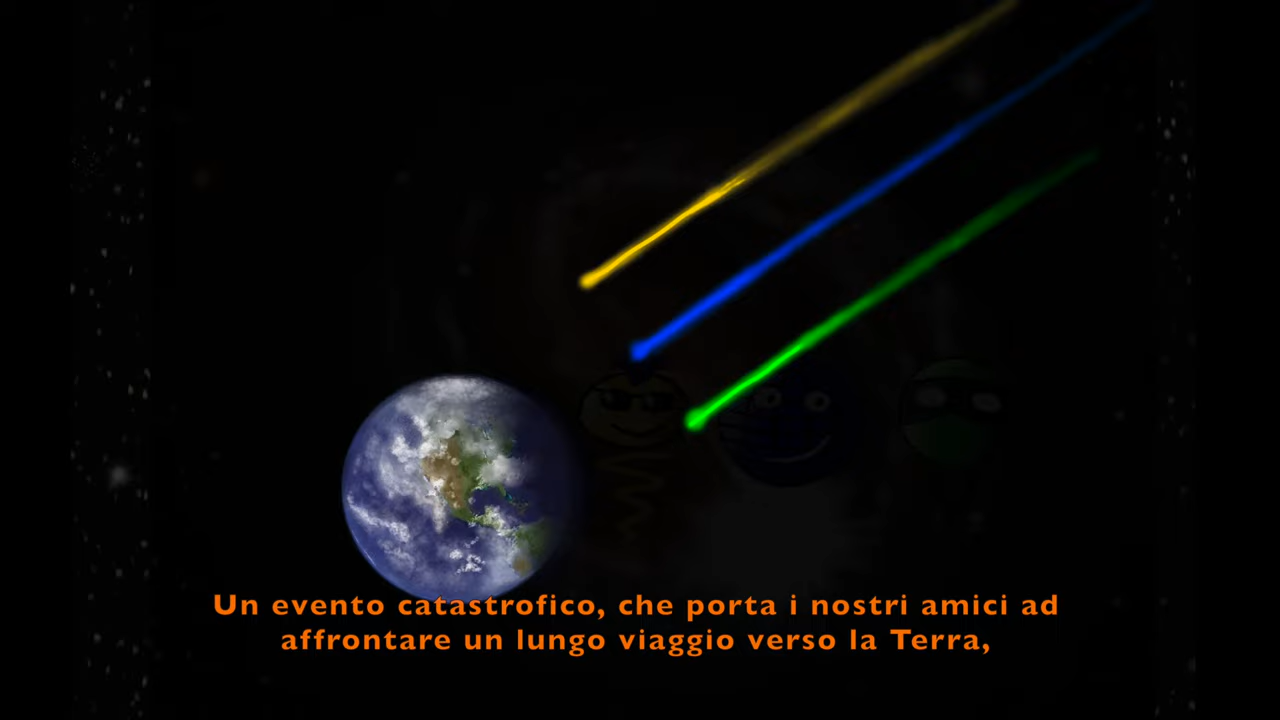 Un evento catastrofico, che porta i nostri amici ad
affrontare un lungo viaggio verso la Terra,